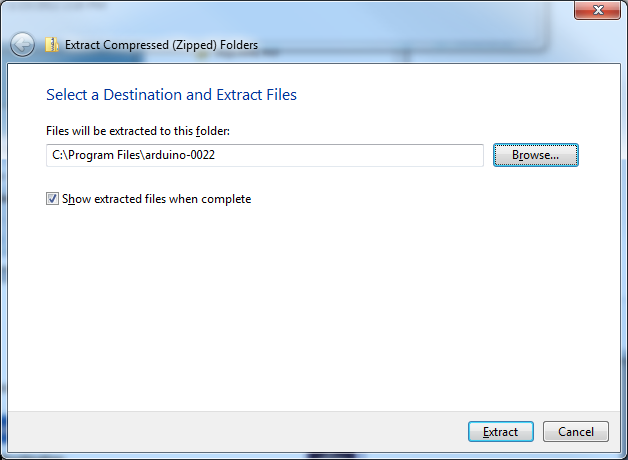 Extract Compressed (Zipped) Folders
Select a Destination and Extract Files
Files will be extracted to this folder:
C:\Program Files\arduino-0022
Browse...
Show extracted files when complete
Extract
Cancel